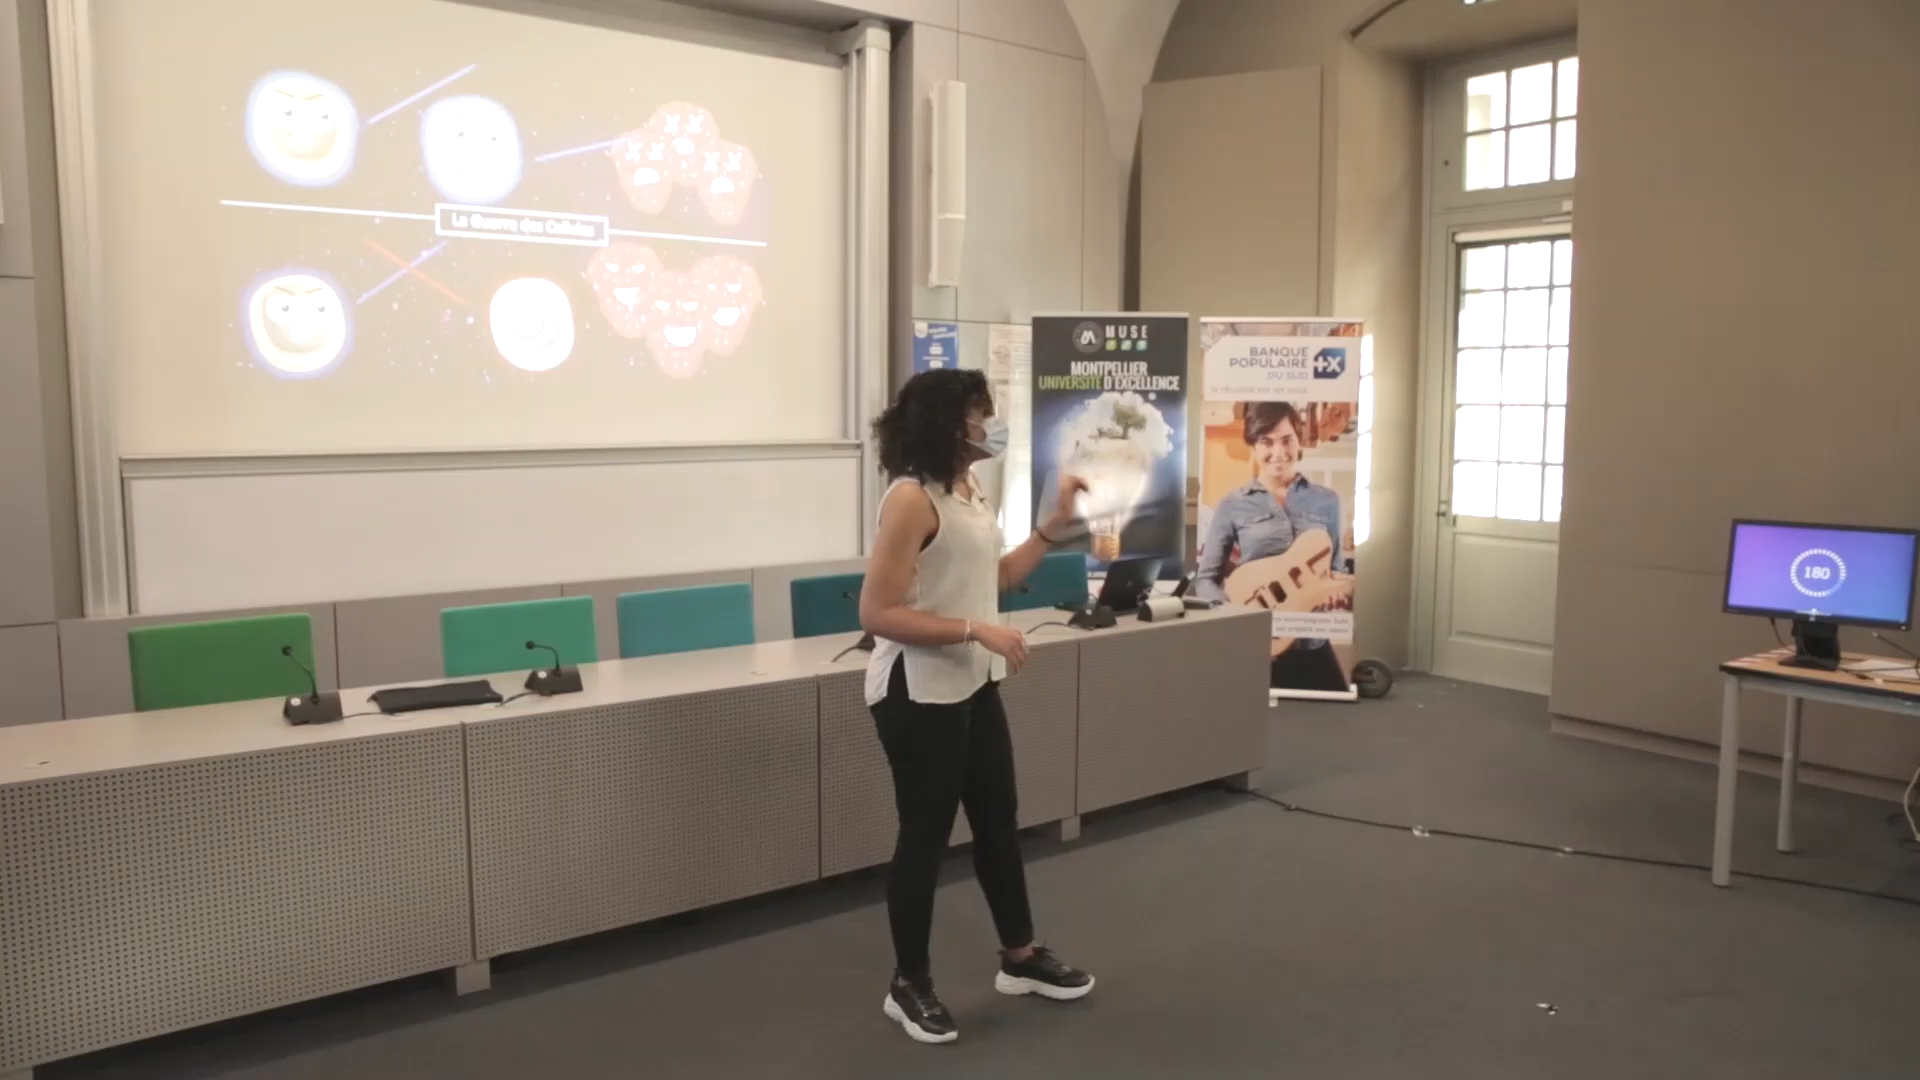 La Guerre des Cellules
MUSE
MONTPELLIER
UNIVERSITÉ D'EXCELLENCE
BANQUE
POPULAIRE
DU SUD
+X
180